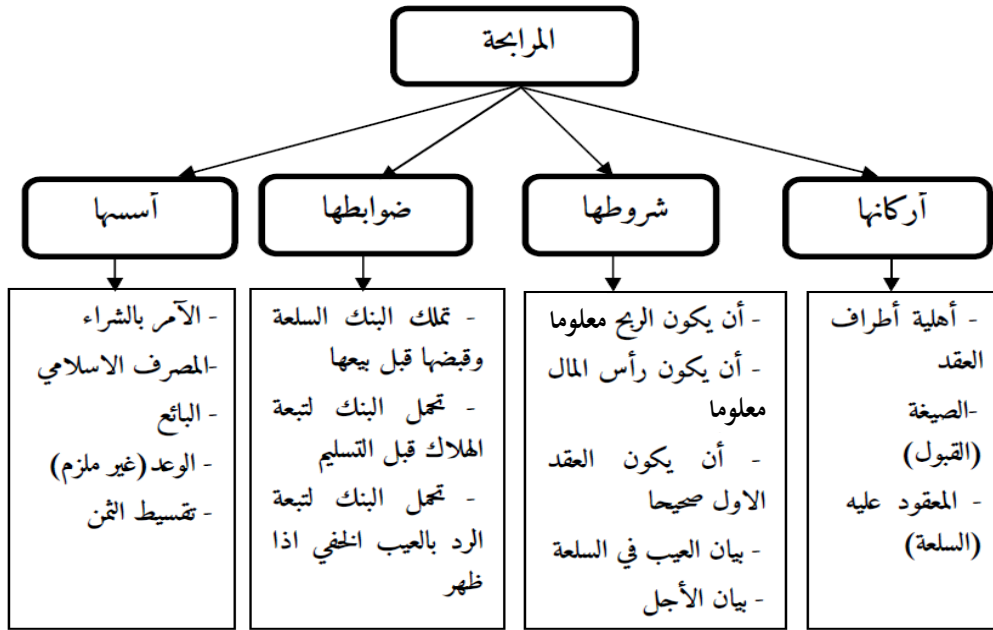 المرابحة
آركانها
شروطها
ضوابطها
آسسها
- أهلية أطراف
العقد
-الصيغة
(القبول)
- المعقود عليه
(السلعة)
- أن يكون الربح معلوما
- أن يكون رأس المال
معلوما
- أن يكون العقد
الاول صحيحا
- بيان العيب في السلعة
- بيان الأجل
- تملك البنك السلعة
وقبضها قبل بيعها
- تحمل البنك لتبعة
الهلاك قبل التسليم
- تحمل البنك لتبعة
الرد بالعيب الخفي اذا
ظهر
- الآمر بالشراء
-المصرف الاسلامي
- البائع
- الوعد(غير ملزم)
- تقسيط الثمن